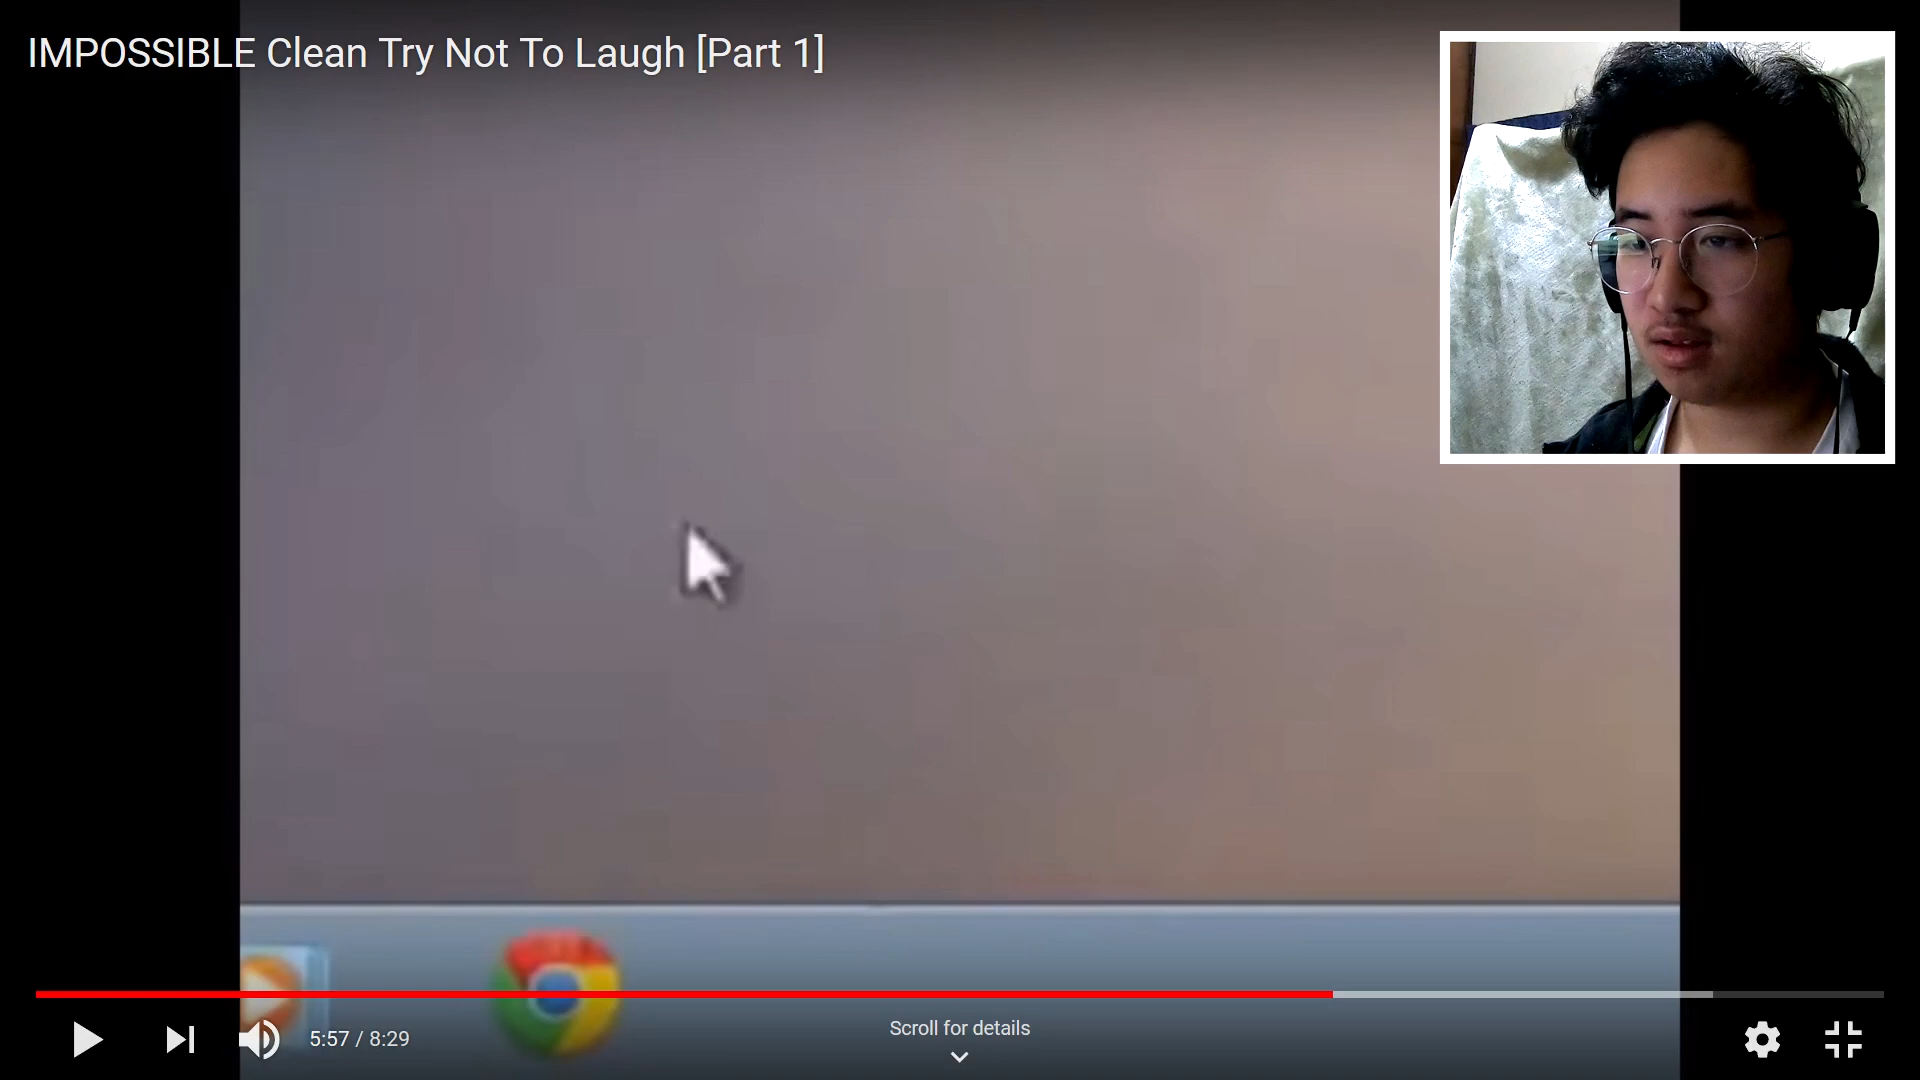 IMPOSSIBLE Clean Try Not To Laugh [Part 1]
5:57 / 8:29
Scroll for details